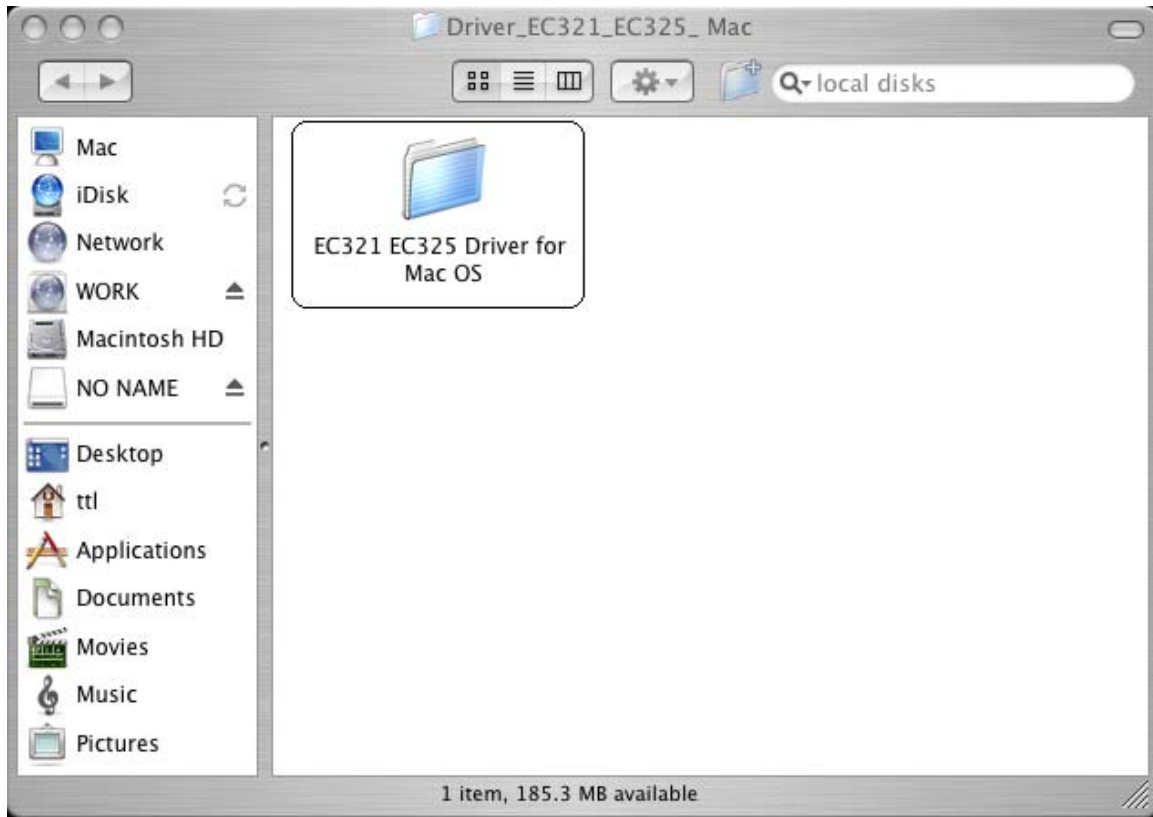 Driver_EC321_EC325_ Mac
local disks
Mac
iDisk
Network
WORK
Macintosh HD
NO NAME
Desktop
ttl
Applications
Documents
Movies
Music
Pictures
EC321 EC325 Driver for
Mac OS
1 item, 185.3 MB available